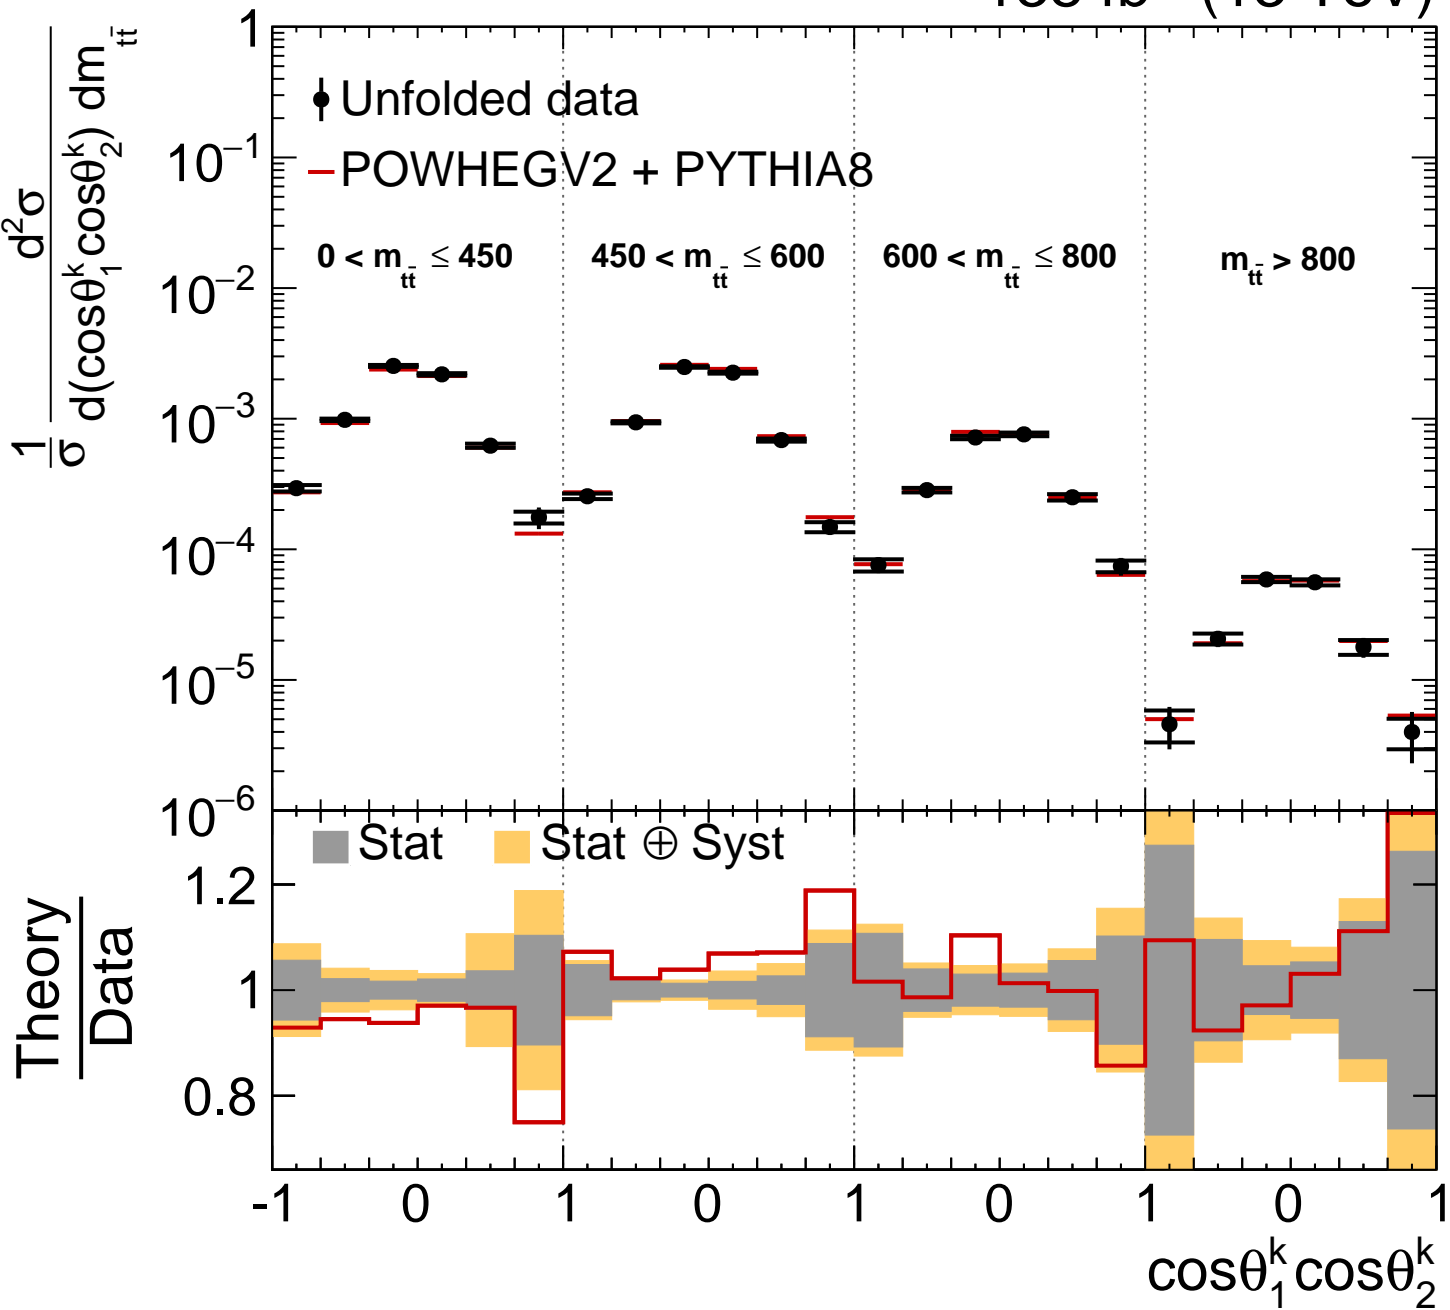 1/σ d²σ/d(cosθ₁ᵏcosθ₂ᵏ) dm_tt̄
Unfolded data
POWHEGV2 + PYTHIA8
0 < m_tt̄ ≤ 450
450 < m_tt̄ ≤ 600
600 < m_tt̄ ≤ 800
m_tt̄ > 800
1
10⁻¹
10⁻²
10⁻³
10⁻⁴
10⁻⁵
10⁻⁶
Stat
Stat ⊕ Syst
Theory
Data
1.2
1
0.8
-1 0 1 0 1 0 1 0 1
cosθ₁ᵏcosθ₂ᵏ